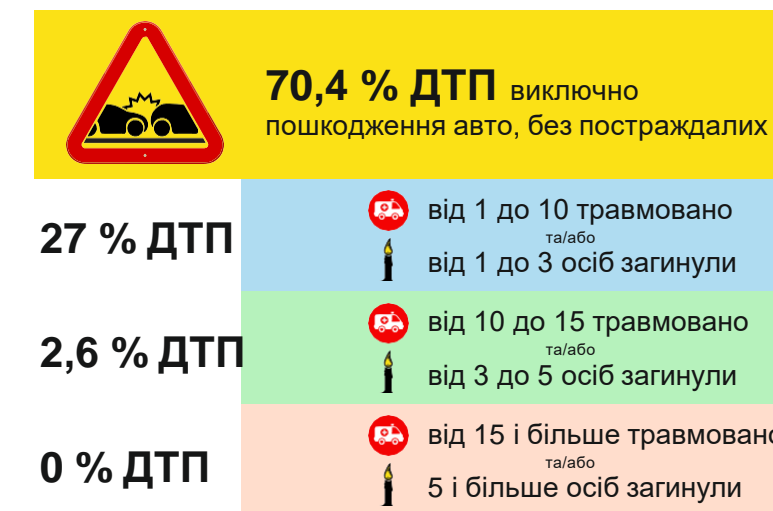 70,4 % ДТП виключно
пошкодження авто, без постраждалих
27 % ДТП
від 1 до 10 травмовано
та/або
від 1 до 3 осіб загинули
2,6 % ДТП
від 10 до 15 травмовано
та/або
від 3 до 5 осіб загинули
0 % ДТП
від 15 і більше травмовано
та/або
5 і більше осіб загинули